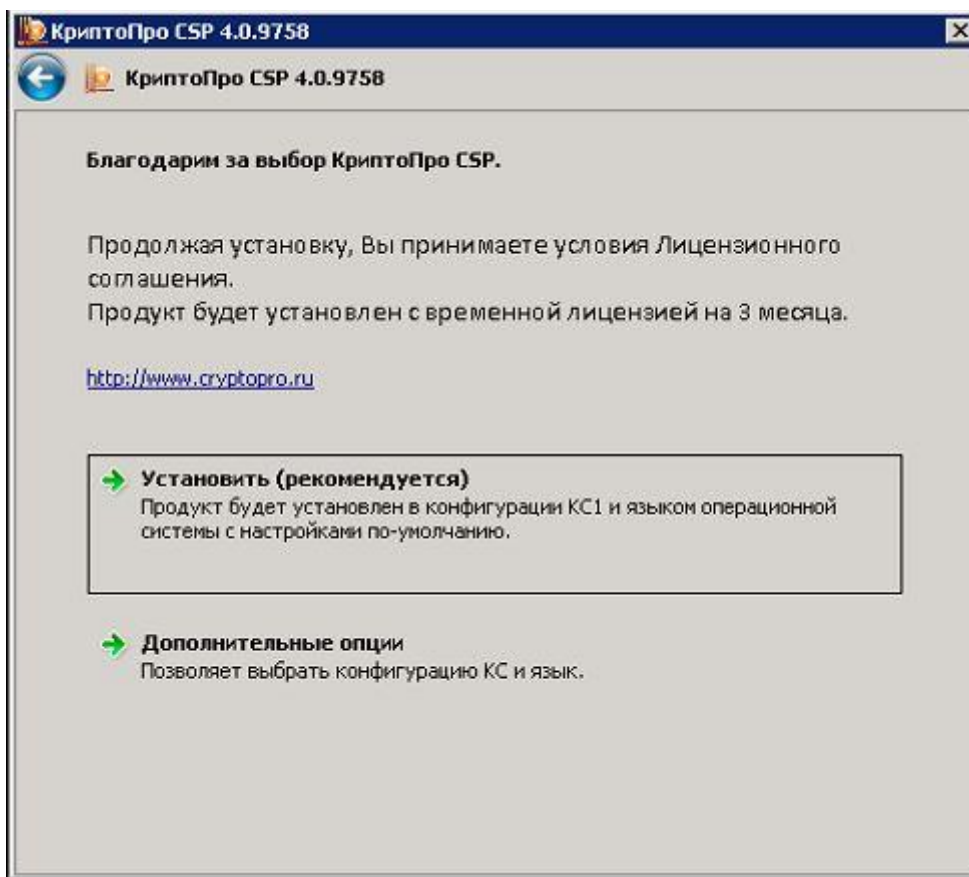 КриптоПро CSP 4.0.9758
КриптоПро CSP 4.0.9758
Благодарим за выбор КриптоПро CSP.
Продолжая установку, Вы принимаете условия Лицензионного
соглашения.
Продукт будет установлен с временной лицензией на 3 месяца.
http://www.cryptopro.ru
Установить (рекомендуется)
Продукт будет установлен в конфигурации КС1 и языком операционной
системы с настройками по-умолчанию.
Дополнительные опции
Позволяет выбрать конфигурацию КС и язык.